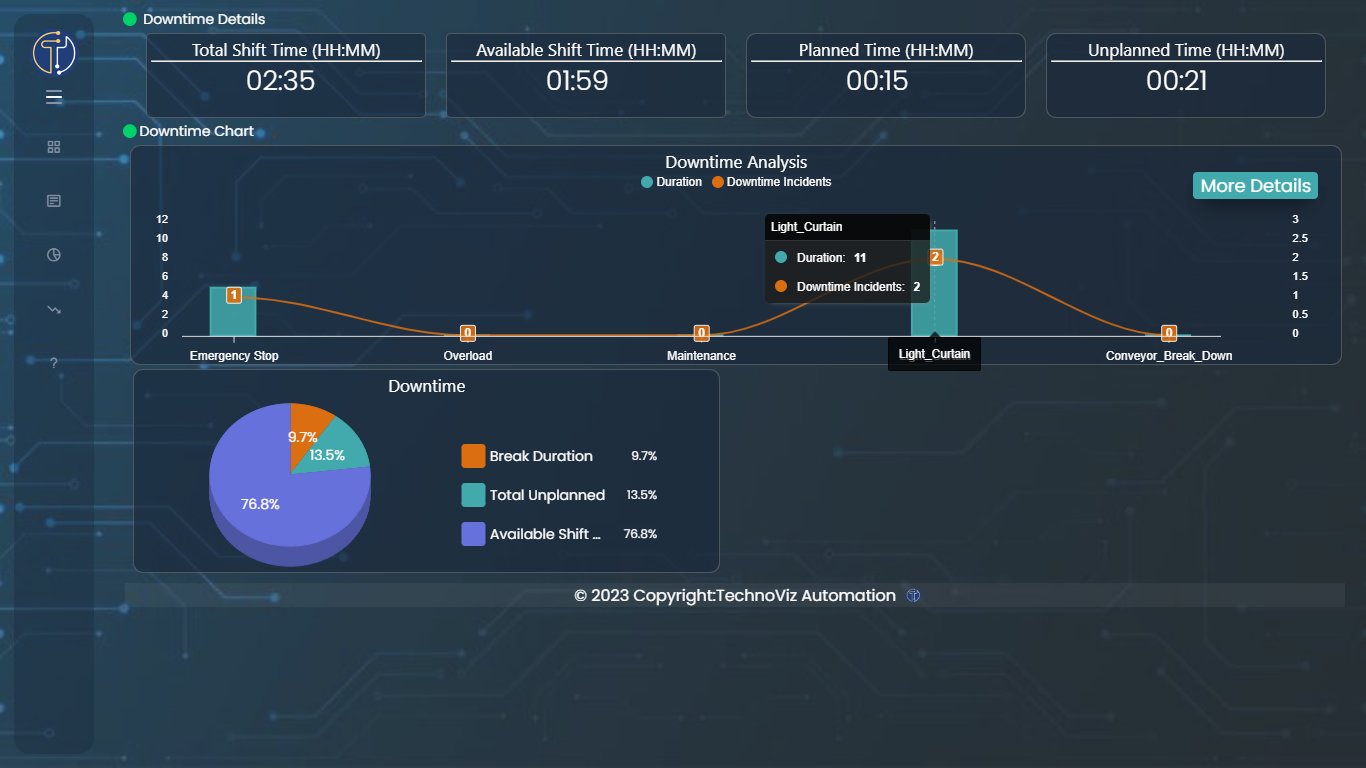 Downtime Details
Total Shift Time (HH:MM)
02:35
Available Shift Time (HH:MM)
01:59
Planned Time (HH:MM)
00:15
Unplanned Time (HH:MM)
00:21
Downtime Chart
Downtime Analysis
Duration Downtime Incidents
More Details
12
10
8
6
4
2
0
3
2.5
2
1.5
1
0.5
0
1
0
0
2
0
Light_Curtain
Duration: 11
Downtime Incidents: 2
Emergency Stop
Overload
Maintenance
Light_Curtain
Conveyor_Break_Down
?
Downtime
9.7%
13.5%
76.8%
Break Duration 9.7%
Total Unplanned 13.5%
Available Shift ... 76.8%
© 2023 Copyright:TechnoViz Automation